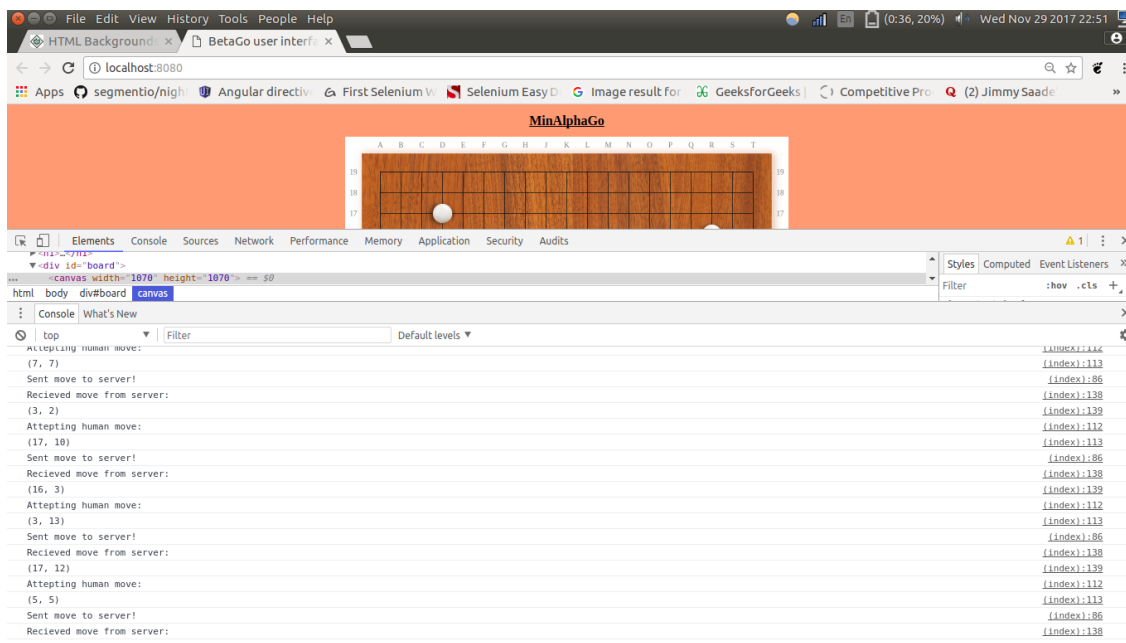 File Edit View History Tools People Help En (0:36, 20%) Wed Nov 29 2017 22:51
HTML Background × BetaGo user interfa ×
localhost:8080
Apps segmentio/nigh Angular directiv First Selenium W Selenium Easy D Image result for GeeksforGeeks | Competitive Pro (2) Jimmy Saade »
MinAlphaGo
A B C D E F G H J K L M N O P Q R S T
19 19
18 18
17 17
Elements Console Sources Network Performance Memory Application Security Audits 1
<h1>…</h1>
<div id="board"> Styles Computed Event Listeners »
... <canvas width="1070" height="1070"> == $0 Filter :hov .cls +
html body div#board canvas
Console What's New
top Filter Default levels
Attepting human move: (index):112
(7, 7) (index):113
Sent move to server! (index):86
Recieved move from server: (index):138
(3, 2) (index):139
Attepting human move: (index):112
(17, 10) (index):113
Sent move to server! (index):86
Recieved move from server: (index):138
(16, 3) (index):139
Attepting human move: (index):112
(3, 13) (index):113
Sent move to server! (index):86
Recieved move from server: (index):138
(17, 12) (index):139
Attepting human move: (index):112
(5, 5) (index):113
Sent move to server! (index):86
Recieved move from server: (index):138